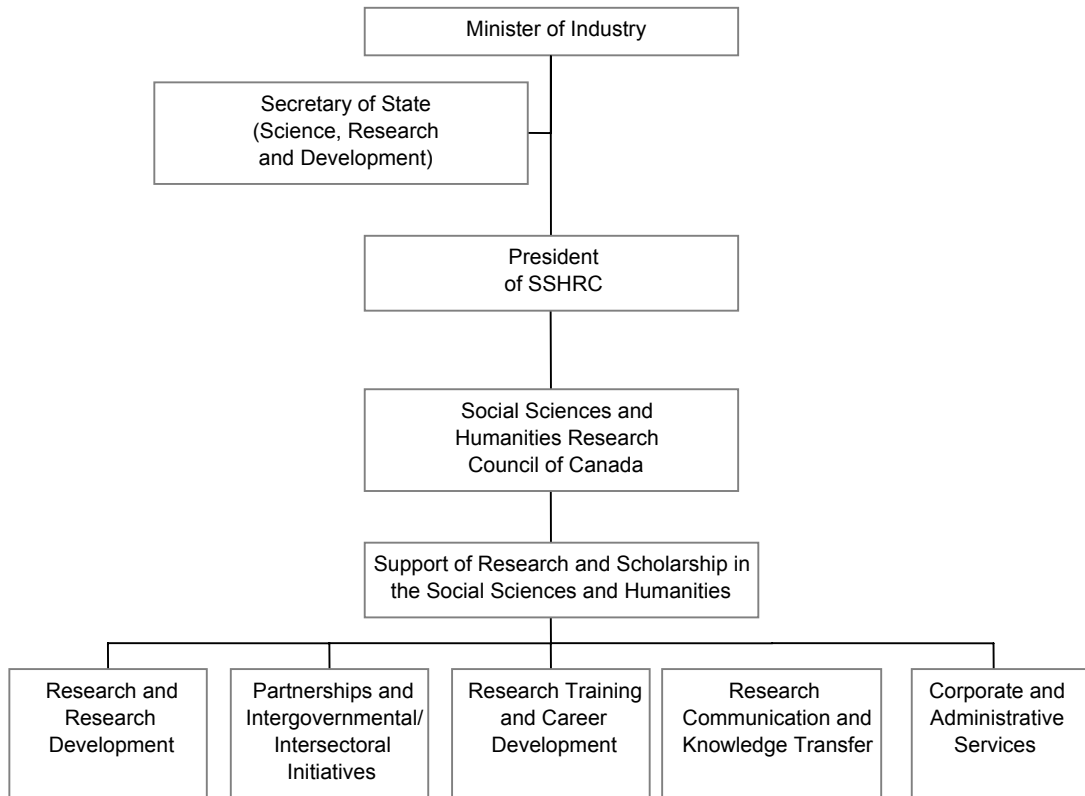 Minister of Industry
Secretary of State
(Science, Research
and Development)
President
of SSHRC
Social Sciences and
Humanities Research
Council of Canada
Support of Research and Scholarship in
the Social Sciences and Humanities
Research and
Research
Development
Partnerships and
Intergovernmental/
Intersectoral
Initiatives
Research Training
and Career
Development
Research
Communication and
Knowledge Transfer
Corporate and
Administrative
Services